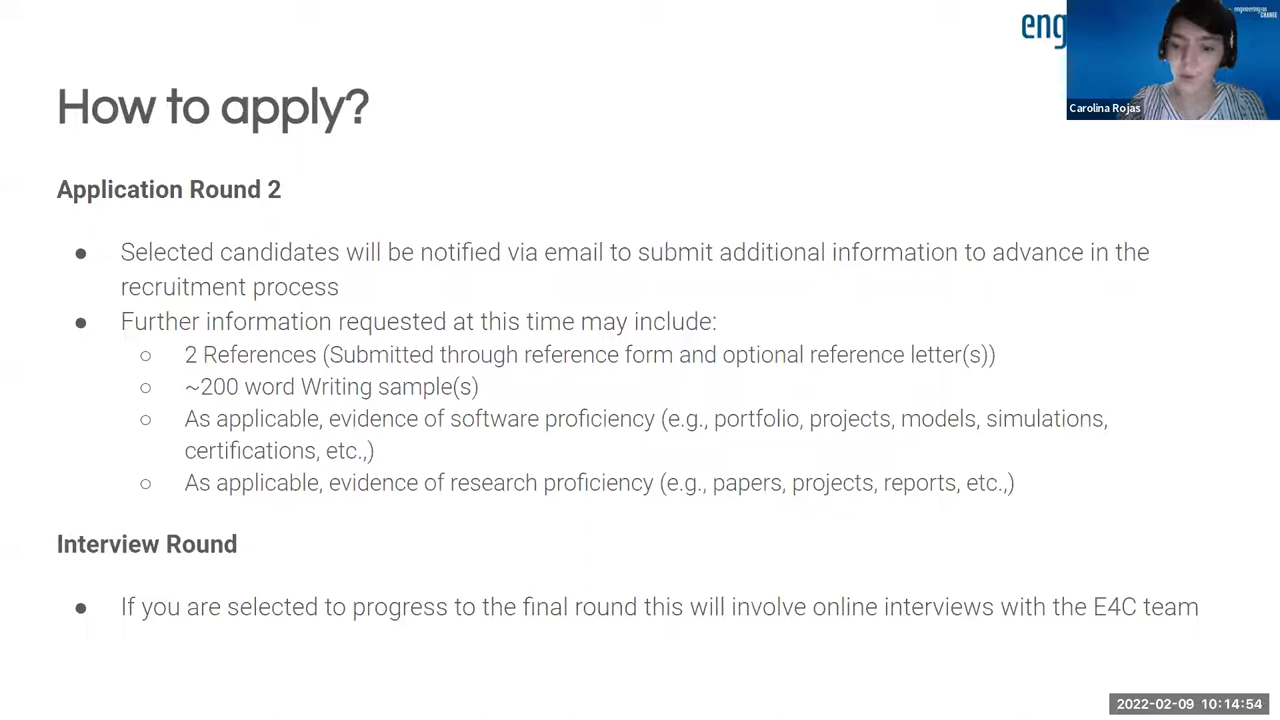 eng
engineering for
CHANGE
Carolina Rojas
How to apply?
Application Round 2
● Selected candidates will be notified via email to submit additional information to advance in the
recruitment process
● Further information requested at this time may include:
○ 2 References (Submitted through reference form and optional reference letter(s))
○ ~200 word Writing sample(s)
○ As applicable, evidence of software proficiency (e.g., portfolio, projects, models, simulations,
certifications, etc.,)
○ As applicable, evidence of research proficiency (e.g., papers, projects, reports, etc.,)
Interview Round
● If you are selected to progress to the final round this will involve online interviews with the E4C team
2022-02-09 10:14:54